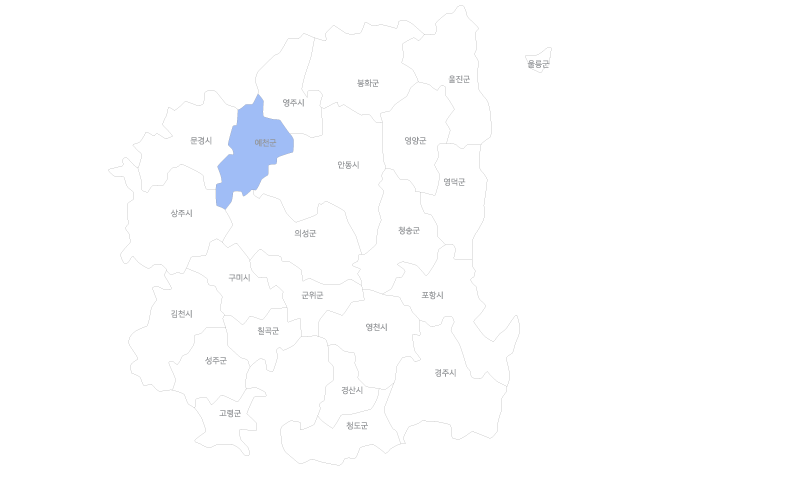 울릉군
봉화군
울진군
영주시
문경시
예천군
영양군
안동시
영덕군
상주시
의성군
청송군
구미시
군위군
포항시
김천시
칠곡군
영천시
성주군
경주시
경산시
고령군
청도군